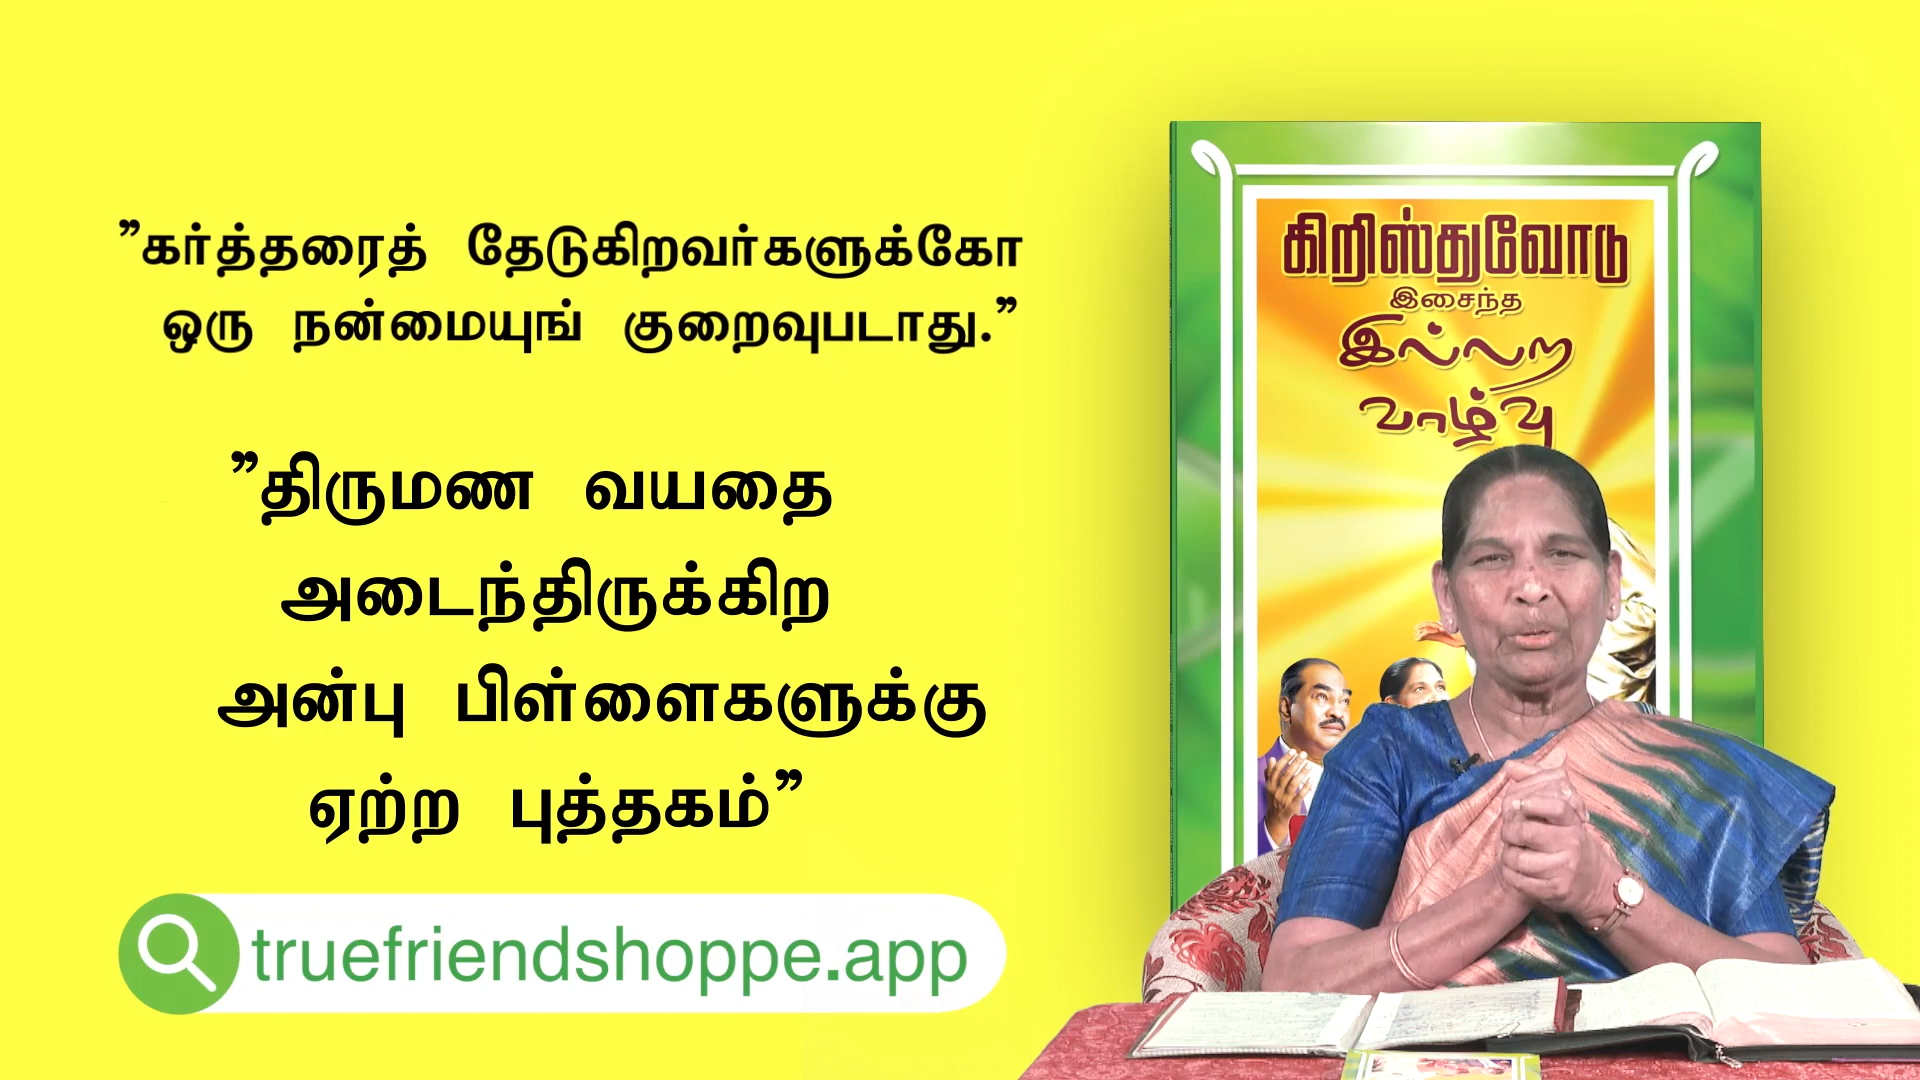 ”கர்த்தரைத் தேடுகிறவர்களுக்கோ
ஒரு நன்மையுங் குறைவுபடாது.”
”திருமண வயதை
அடைந்திருக்கிற
அன்பு பிள்ளைகளுக்கு
ஏற்ற புத்தகம்”
truefriendshoppe.app
கிறிஸ்துவோடு
இசைந்த
இல்லற
வாழ்வு